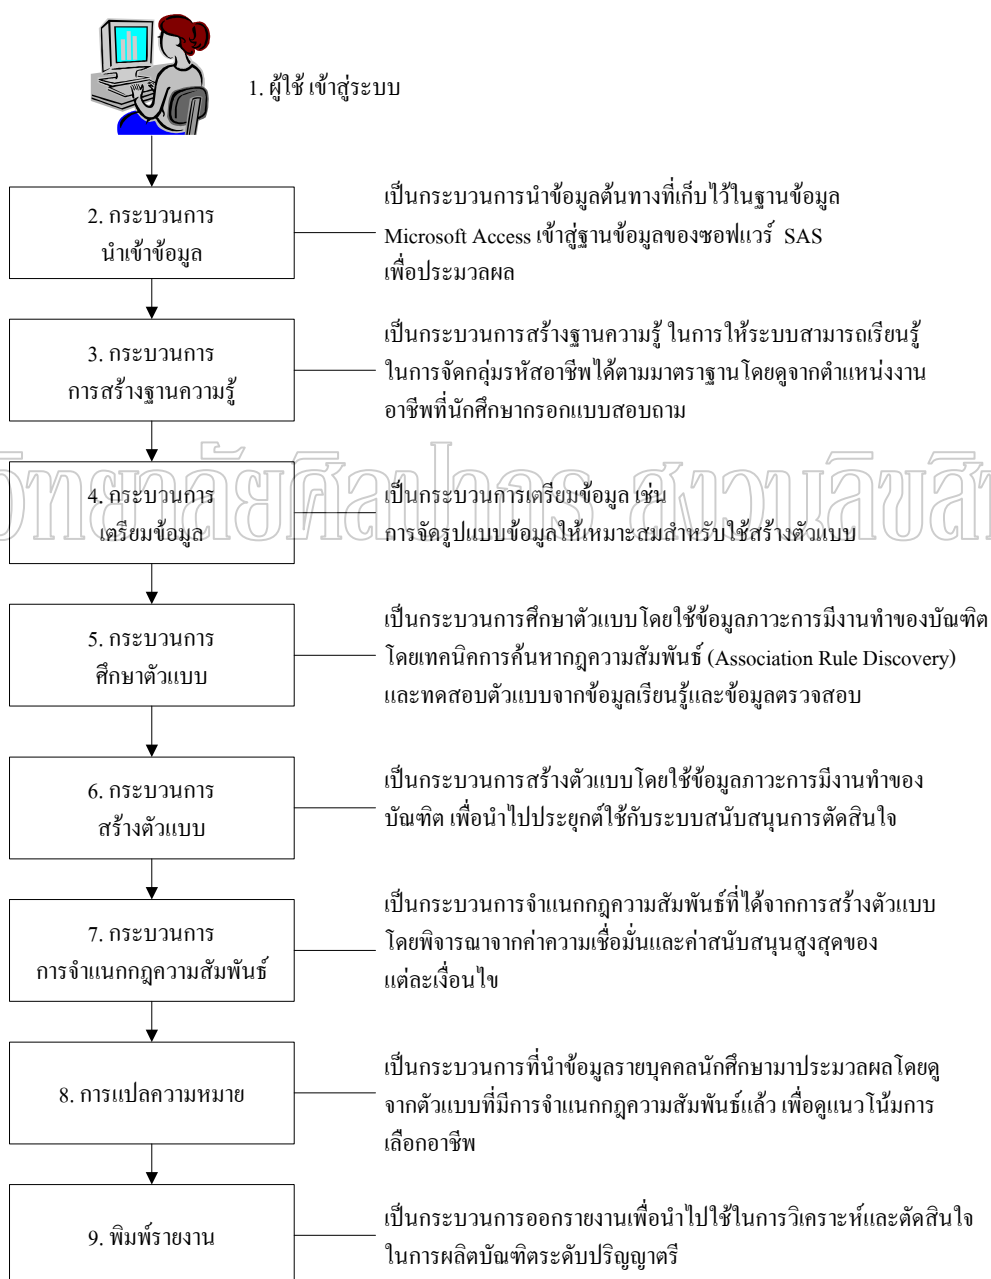 1. ผู้ใช้ เข้าสู่ระบบ
2. กระบวนการ
นำเข้าข้อมูล
เป็นกระบวนการนำข้อมูลต้นทางที่เก็บไว้ในฐานข้อมูล
Microsoft Access เข้าสู่ฐานข้อมูลของซอฟแวร์ SAS
เพื่อประมวลผล
3. กระบวนการ
การสร้างฐานความรู้
เป็นกระบวนการสร้างฐานความรู้ ในการให้ระบบสามารถเรียนรู้
ในการจัดกลุ่มรหัสอาชีพได้ตามมาตราฐานโดยดูจากตำแหน่งงาน
อาชีพที่นักศึกษากรอกแบบสอบถาม
วิทยาลัยศิลปากร สงวนลิขสิท
4. กระบวนการ
เตรียมข้อมูล
เป็นกระบวนการเตรียมข้อมูล เช่น
การจัดรูปแบบข้อมูลให้เหมาะสมสำหรับใช้สร้างตัวแบบ
5. กระบวนการ
ศึกษาตัวแบบ
เป็นกระบวนการศึกษาตัวแบบโดยใช้ข้อมูลภาวะการมีงานทำของบัณฑิต
โดยเทคนิคการค้นหากฎความสัมพันธ์ (Association Rule Discovery)
และทดสอบตัวแบบจากข้อมูลเรียนรู้และข้อมูลตรวจสอบ
6. กระบวนการ
สร้างตัวแบบ
เป็นกระบวนการสร้างตัวแบบโดยใช้ข้อมูลภาวะการมีงานทำของ
บัณฑิต เพื่อนำไปประยุกต์ใช้กับระบบสนับสนุนการตัดสินใจ
7. กระบวนการ
การจำแนกกฎความสัมพันธ์
เป็นกระบวนการจำแนกกฎความสัมพันธ์ที่ได้จากการสร้างตัวแบบ
โดยพิจารณาจากค่าความเชื่อมั่นและค่าสนับสนุนสูงสุดของ
แต่ละเงื่อนไข
8. การแปลความหมาย
เป็นกระบวนการที่นำข้อมูลรายบุคคลนักศึกษามาประมวลผลโดยดู
จากตัวแบบที่มีการจำแนกกฎความสัมพันธ์แล้ว เพื่อดูแนวโน้มการ
เลือกอาชีพ
9. พิมพ์รายงาน
เป็นกระบวนการออกรายงานเพื่อนำไปใช้ในการวิเคราะห์และตัดสินใจ
ในการผลิตบัณฑิตระดับปริญญาตรี